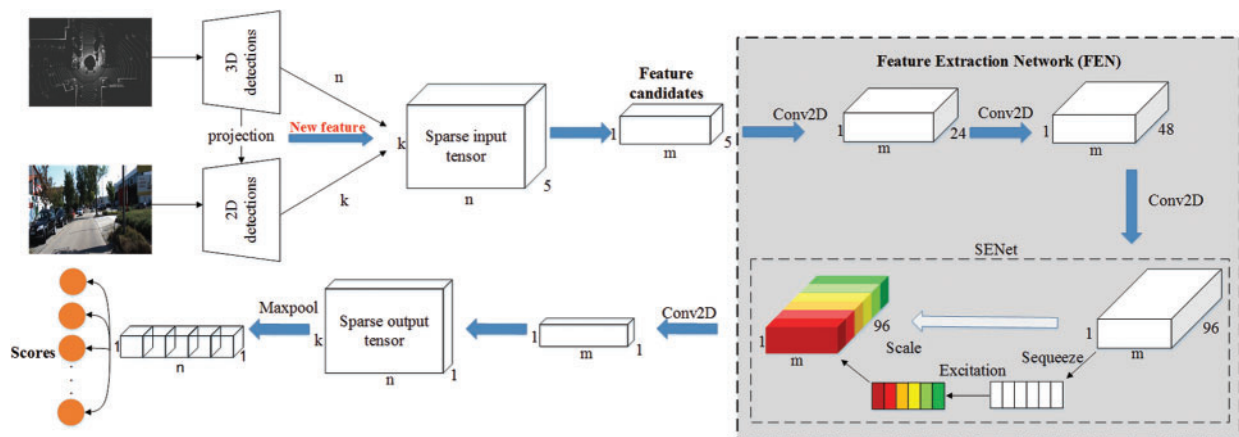 3D
detections
projection
2D
detections
n
New feature
k
k
Sparse input
tensor
n
5
Feature
candidates
1
m
5
Feature Extraction Network (FEN)
Conv2D
1
m
24
Conv2D
1
m
48
Conv2D
SENet
1
m
96
Sequeeze
Excitation
Scale
1
m
96
Conv2D
1
m
1
Sparse output
tensor
k
n
1
Maxpool
1
n
1
Scores